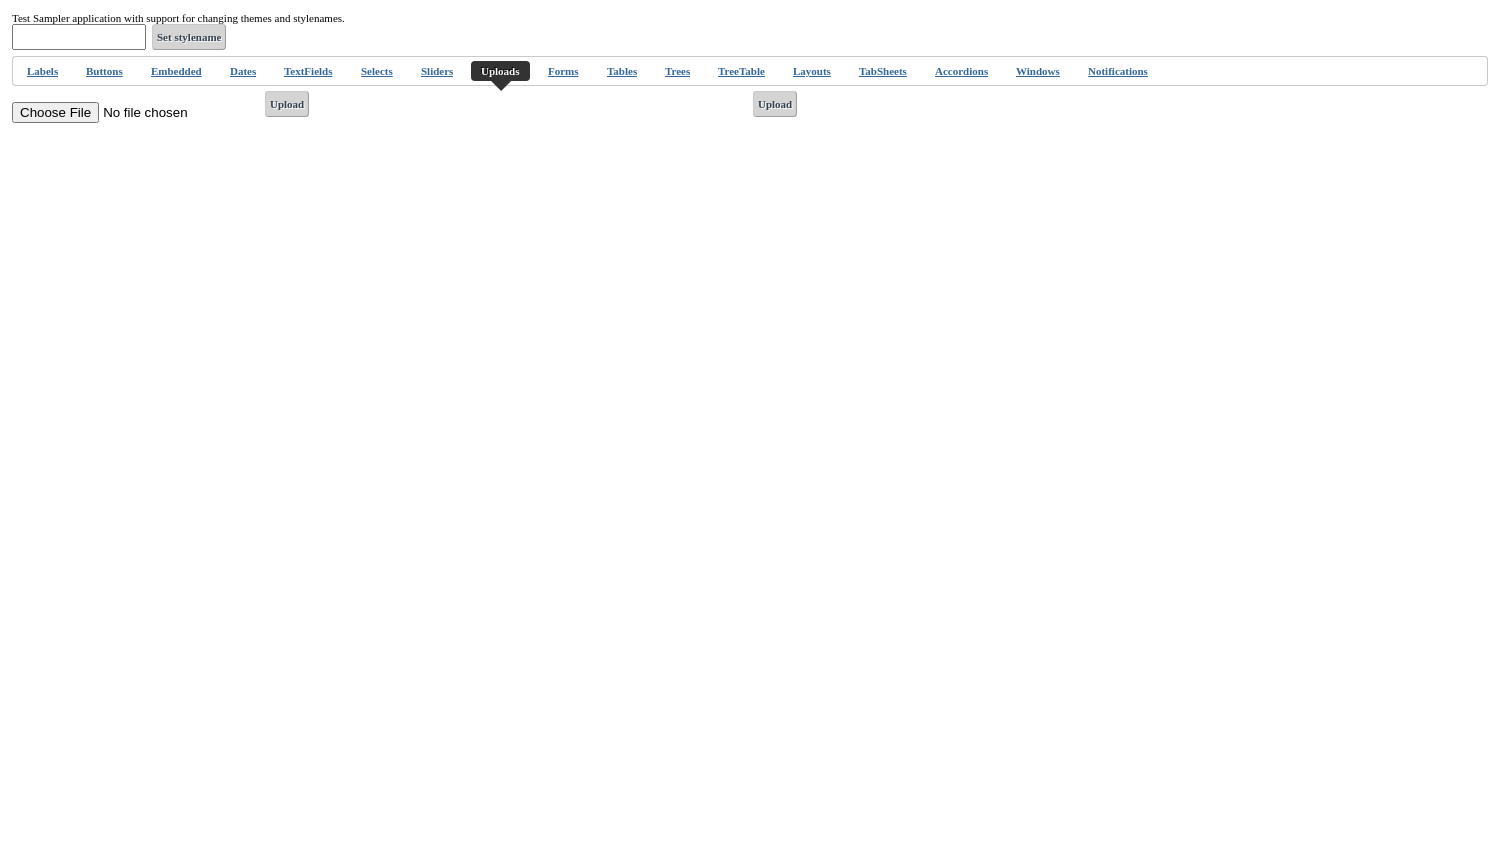 Test Sampler application with support for changing themes and stylenames.
Set stylename
Labels Buttons Embedded Dates TextFields Selects Sliders Uploads Forms Tables Trees TreeTable Layouts TabSheets Accordions Windows Notifications
Choose File No file chosen Upload Upload